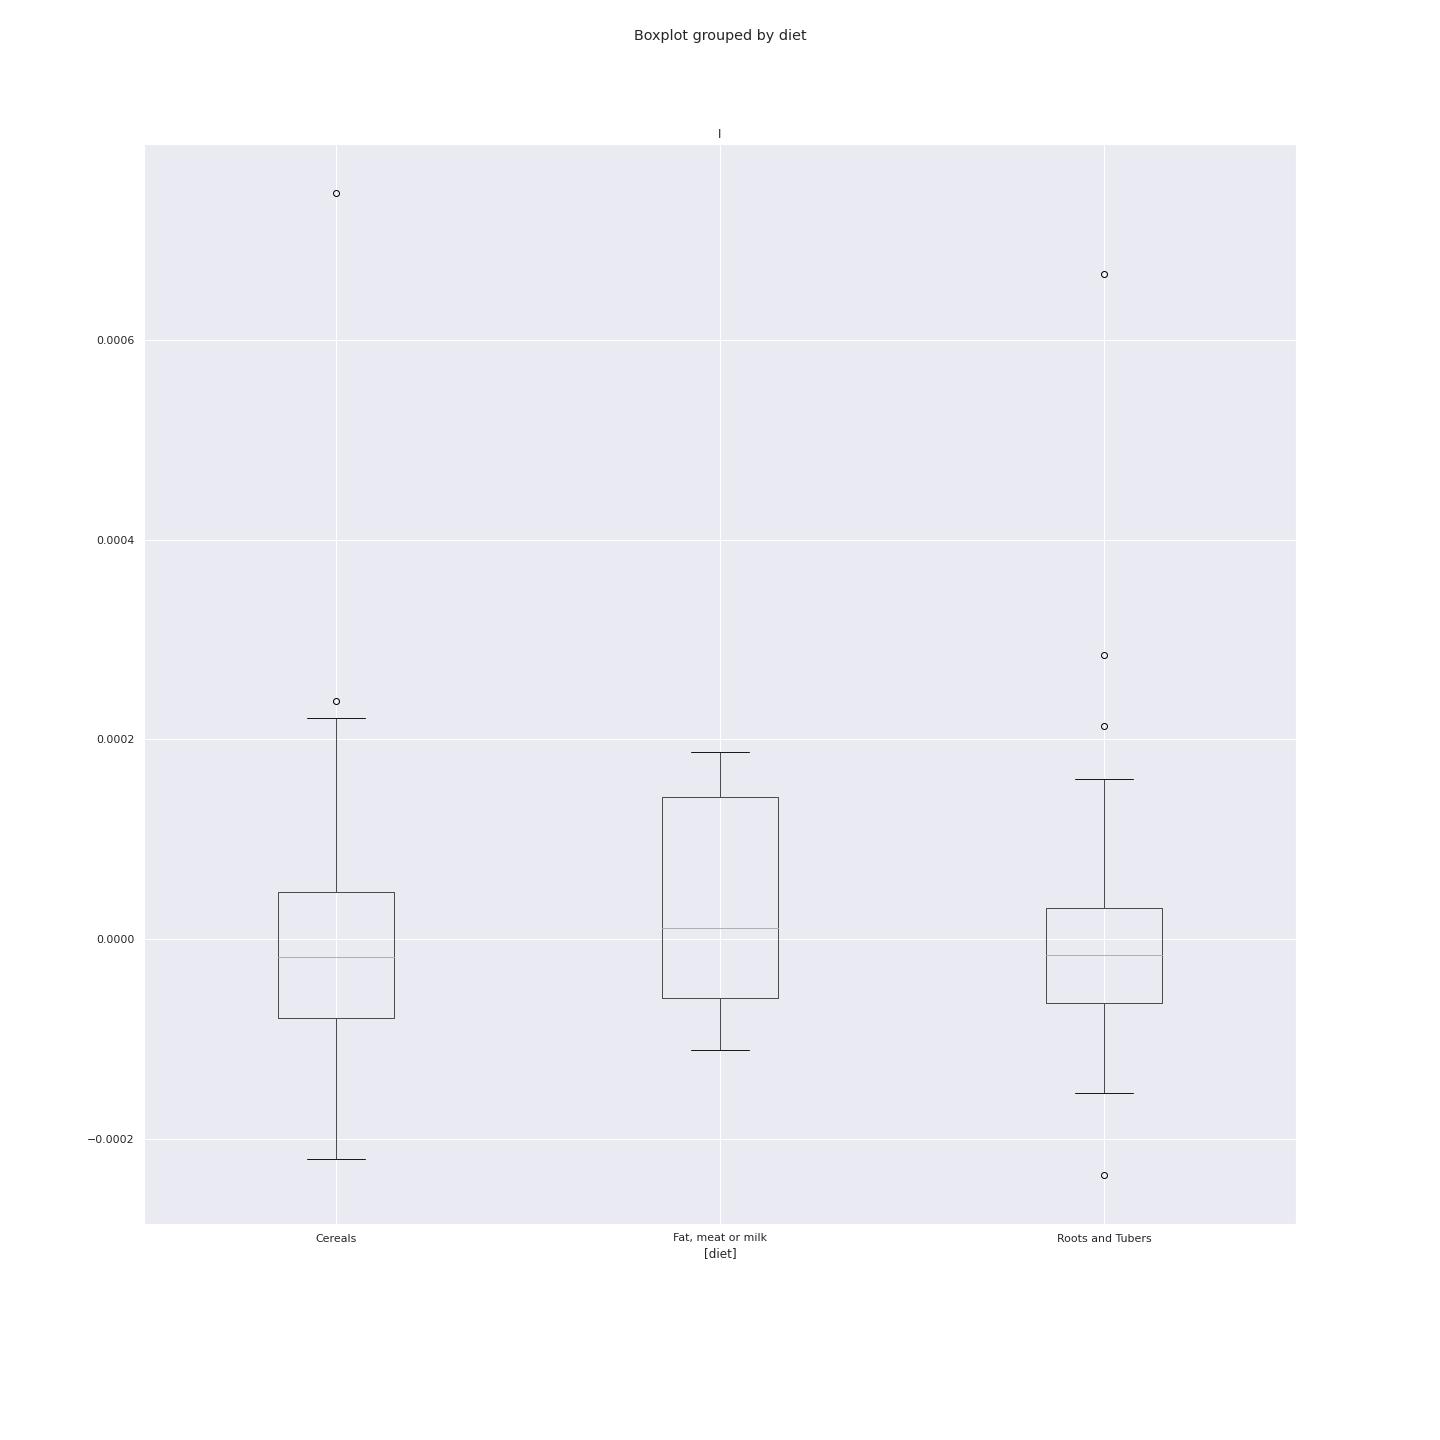 Boxplot grouped by diet
I
0.0006
0.0004
0.0002
0.0000
−0.0002
Cereals Fat, meat or milk Roots and Tubers
[diet]